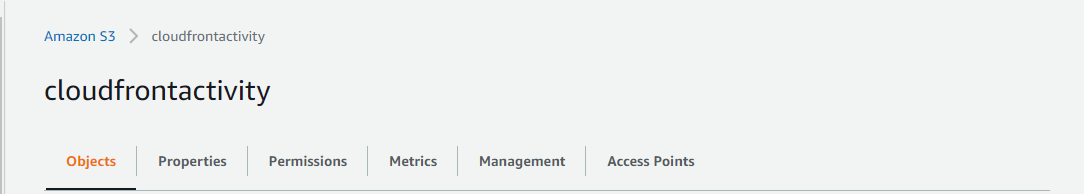 Amazon S3 > cloudfrontactivity
cloudfrontactivity
Objects Properties Permissions Metrics Management Access Points